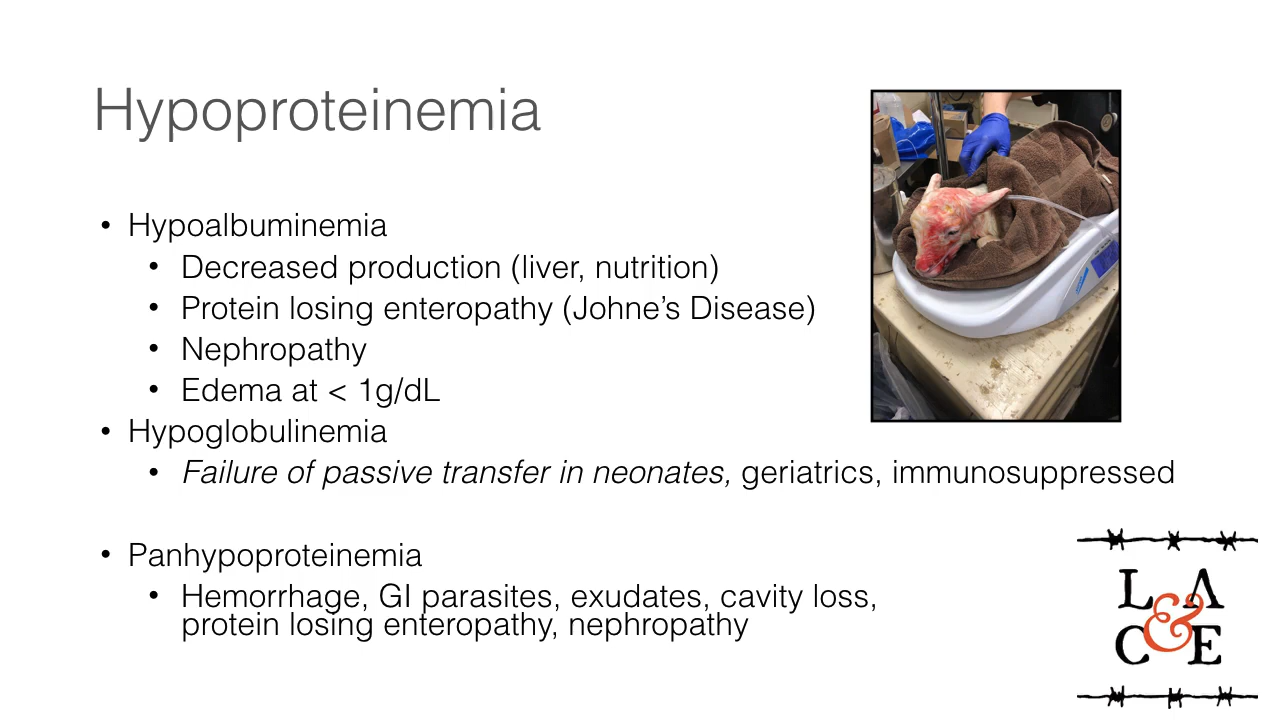 Hypoproteinemia
• Hypoalbuminemia
• Decreased production (liver, nutrition)
• Protein losing enteropathy (Johne’s Disease)
• Nephropathy
• Edema at < 1g/dL
• Hypoglobulinemia
• Failure of passive transfer in neonates, geriatrics, immunosuppressed
• Panhypoproteinemia
• Hemorrhage, GI parasites, exudates, cavity loss,
protein losing enteropathy, nephropathy
L A
&
C E